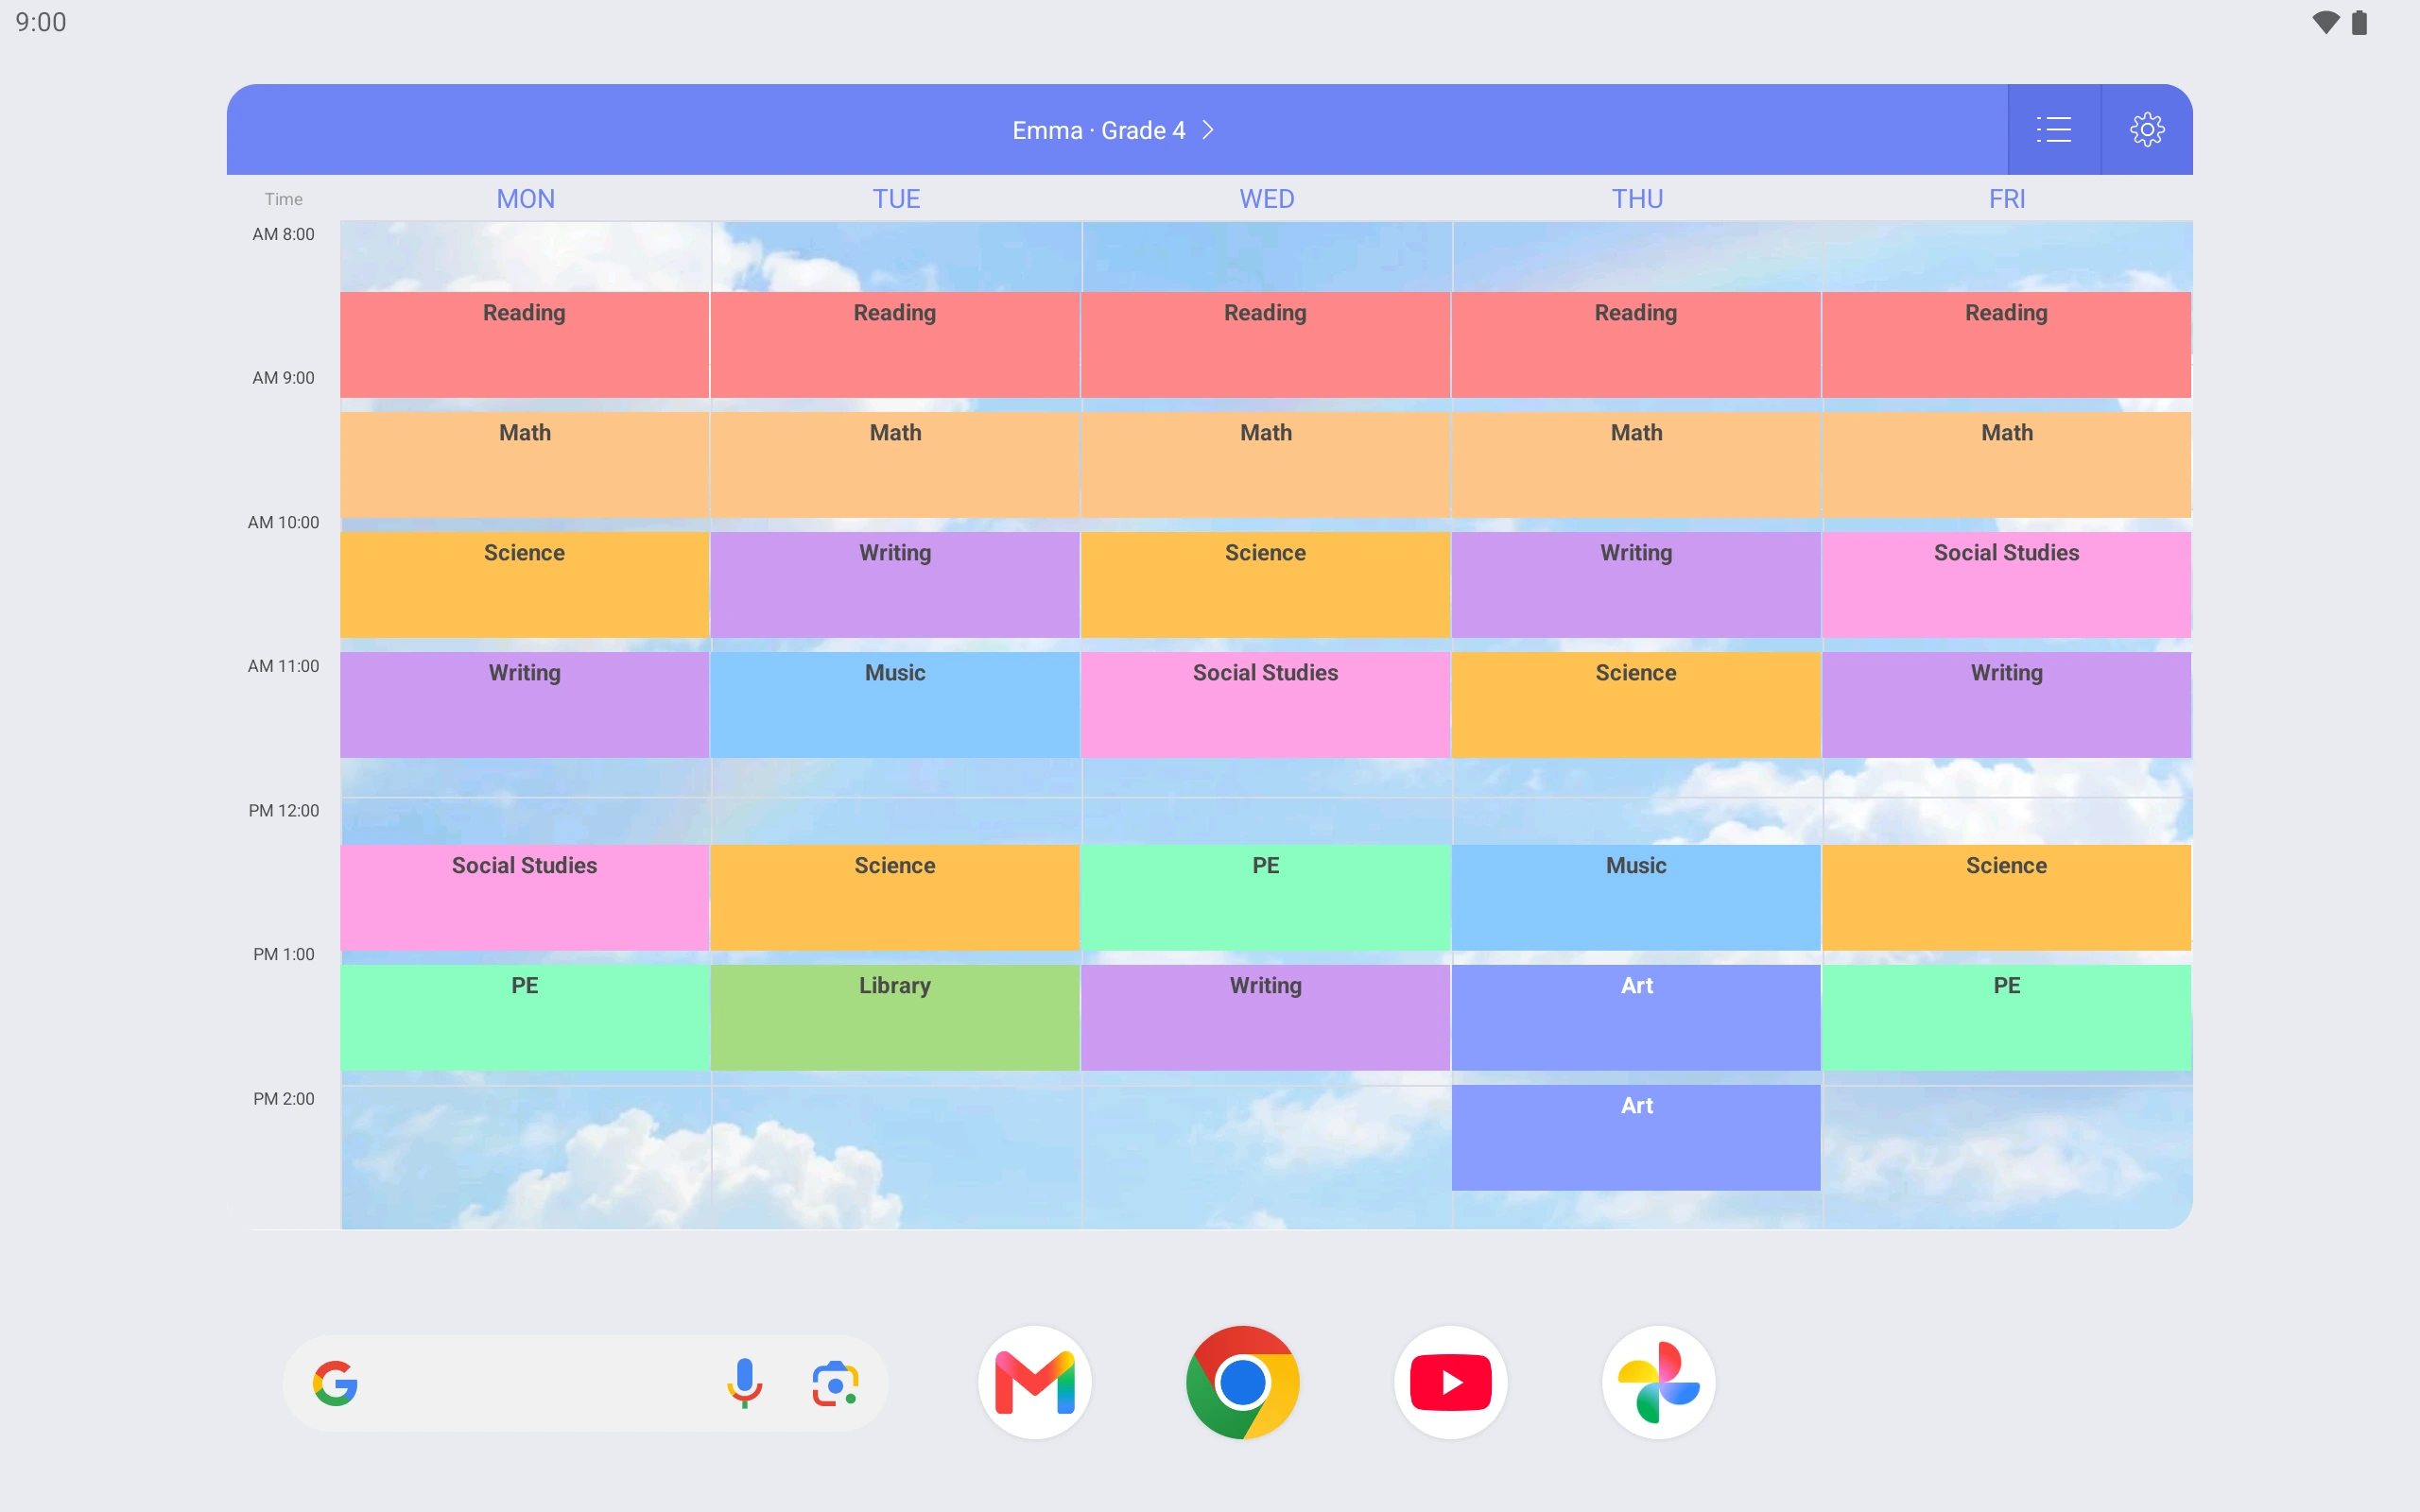 9:00
Emma · Grade 4
Time MON TUE WED THU FRI
AM 8:00
Reading Reading Reading Reading Reading
AM 9:00
Math Math Math Math Math
AM 10:00
Science Writing Science Writing Social Studies
AM 11:00
Writing Music Social Studies Science Writing
PM 12:00
Social Studies Science PE Music Science
PM 1:00
PE Library Writing Art PE
PM 2:00
Art